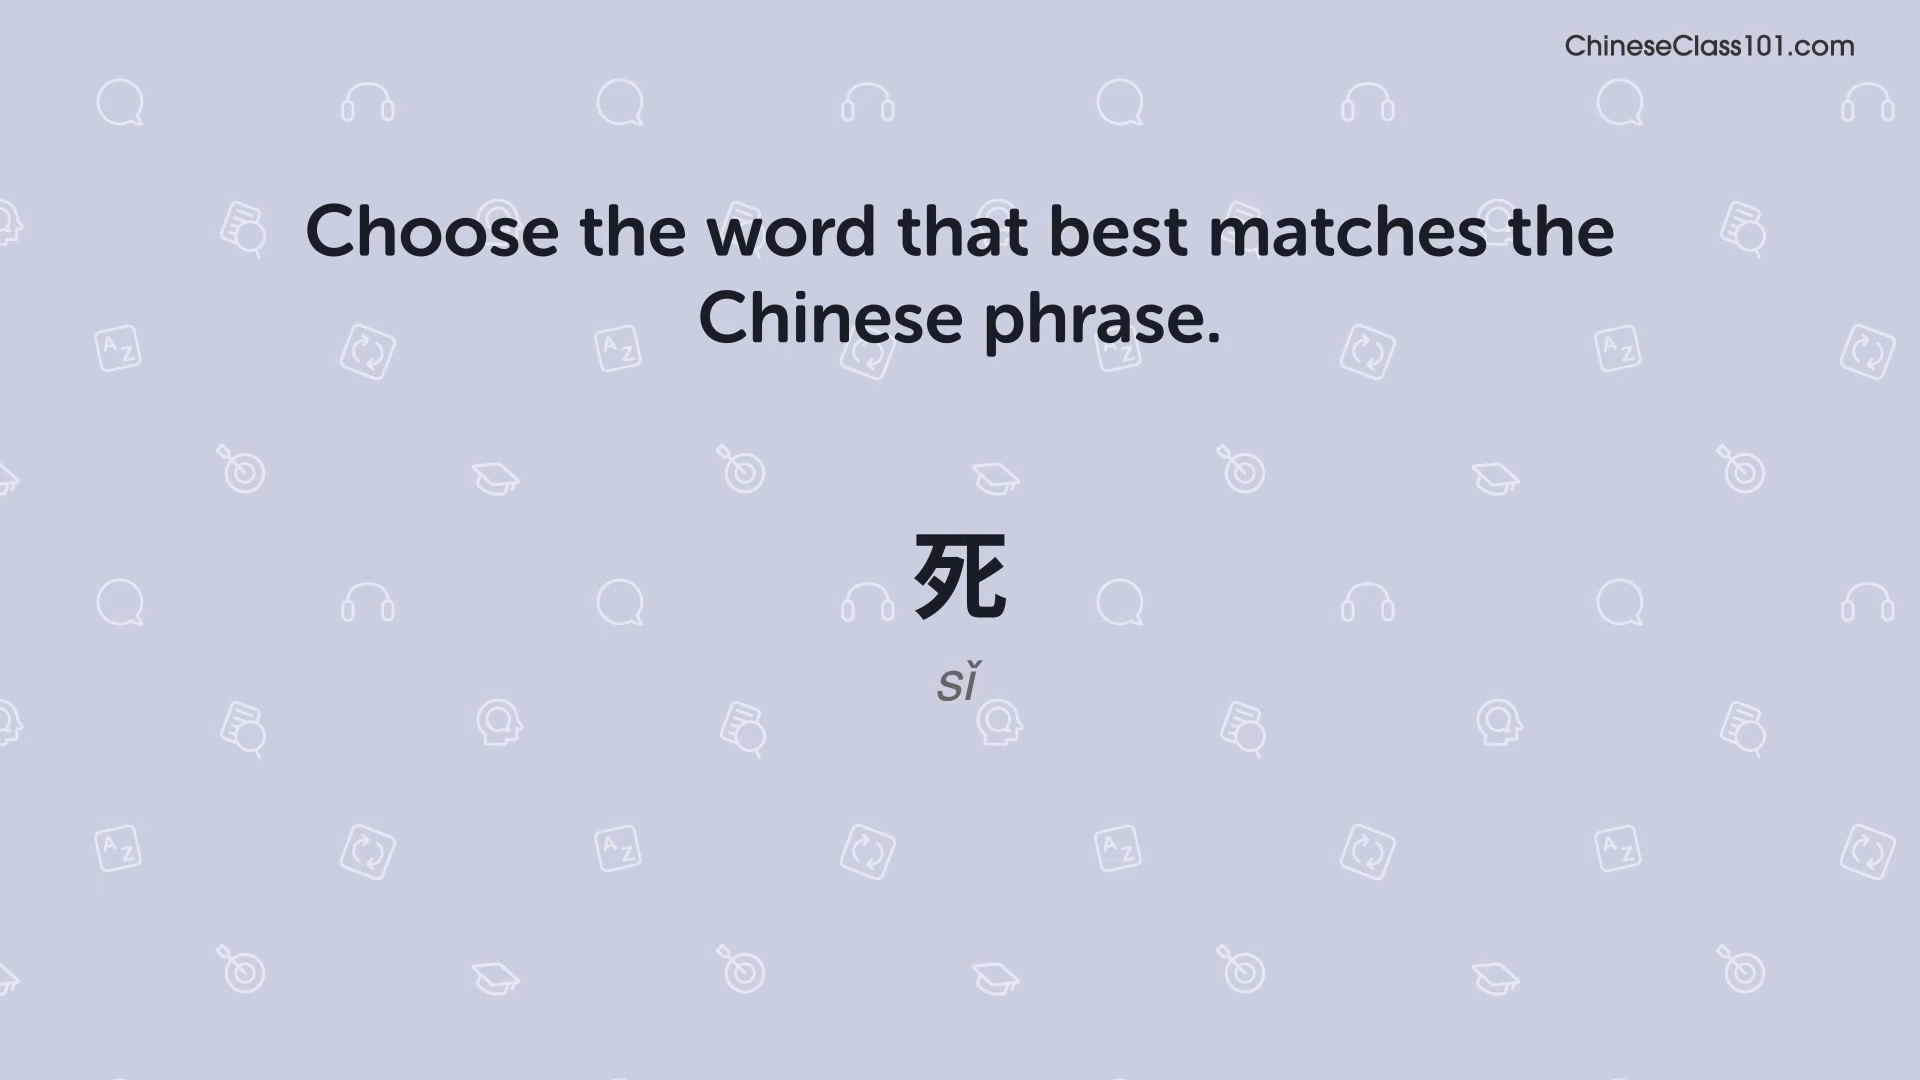 ChineseClass101.com
Choose the word that best matches the
Chinese phrase.
死
sǐ